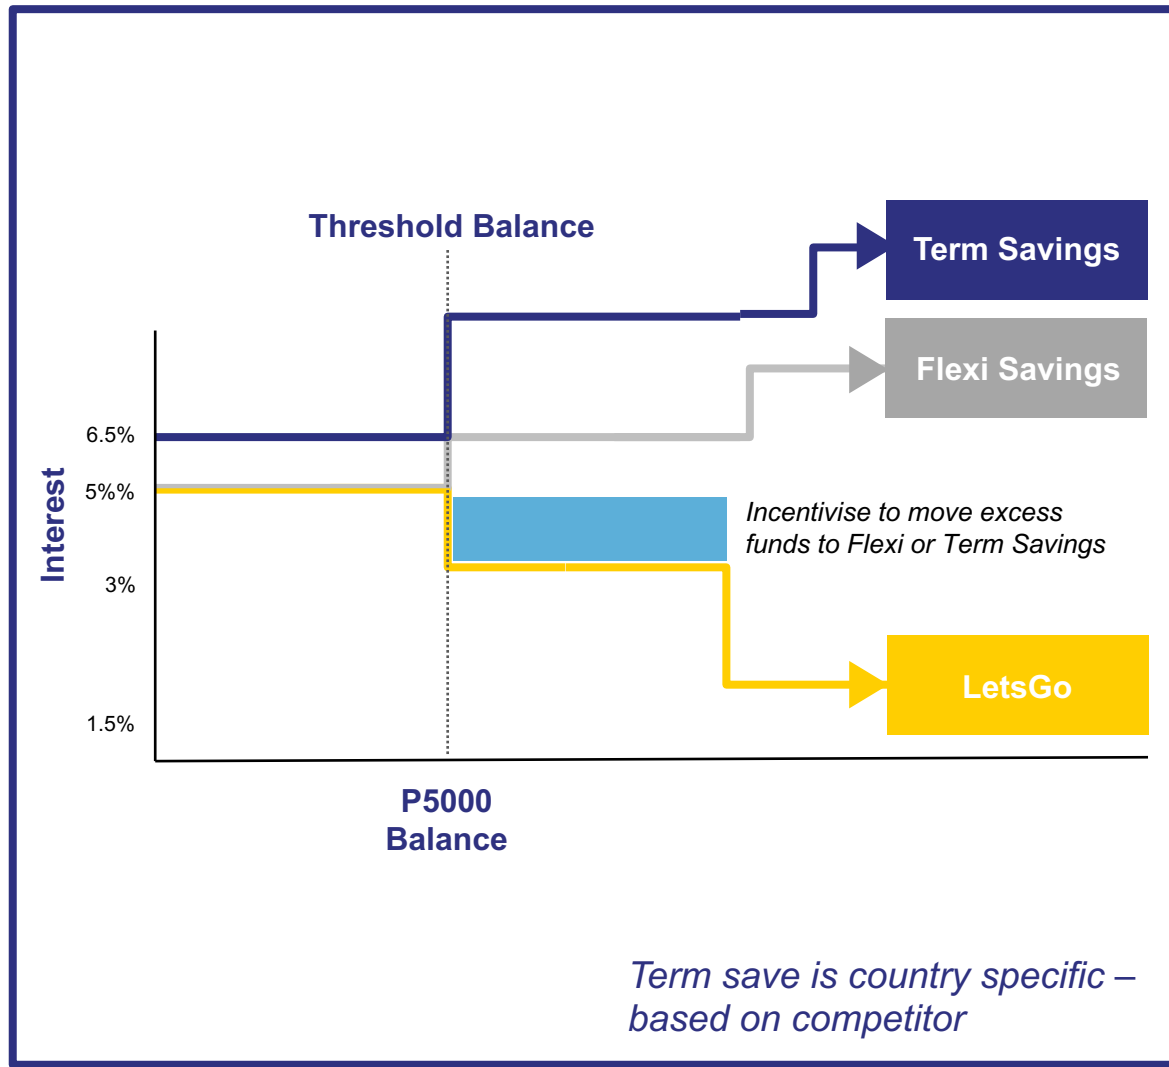 Threshold Balance
Term Savings
Flexi Savings
6.5%
5%%
3%
1.5%
Interest
Incentivise to move excess
funds to Flexi or Term Savings
LetsGo
P5000
Balance
Term save is country specific –
based on competitor